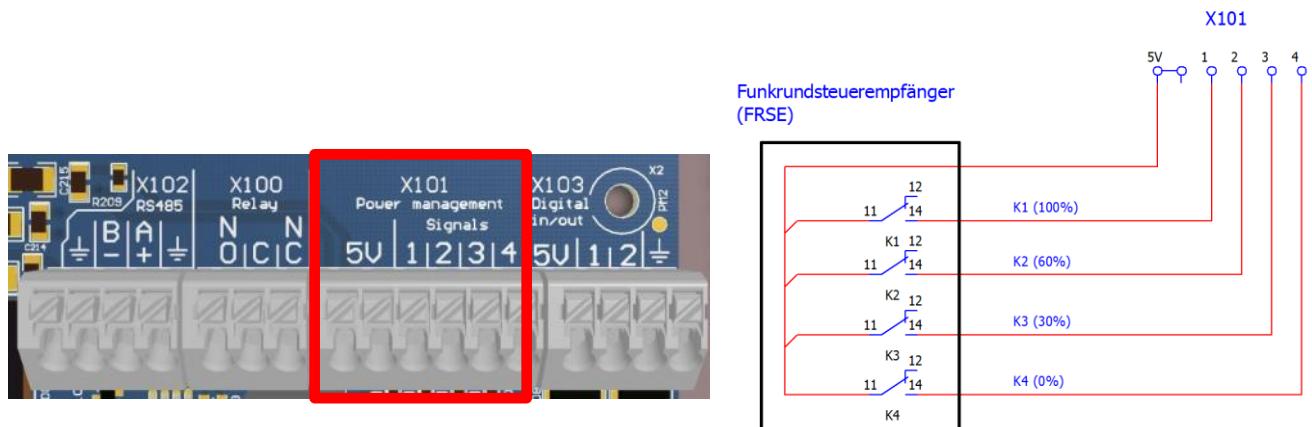 C215
R209
C214
X102
RS485
B
-
A
+
X100
Relay
N
O
C
N
C
X101
Power management
Signals
5V 1 2 3 4
X103
Digital
in/out
5V 1 2
X2
PM2
X101
5V 1 2 3 4
Funkrundsteuerempfänger
(FRSE)
12
11 14 K1 (100%)
K1 12
11 14 K2 (60%)
K2
12
11 14 K3 (30%)
K3 12
11 14 K4 (0%)
K4